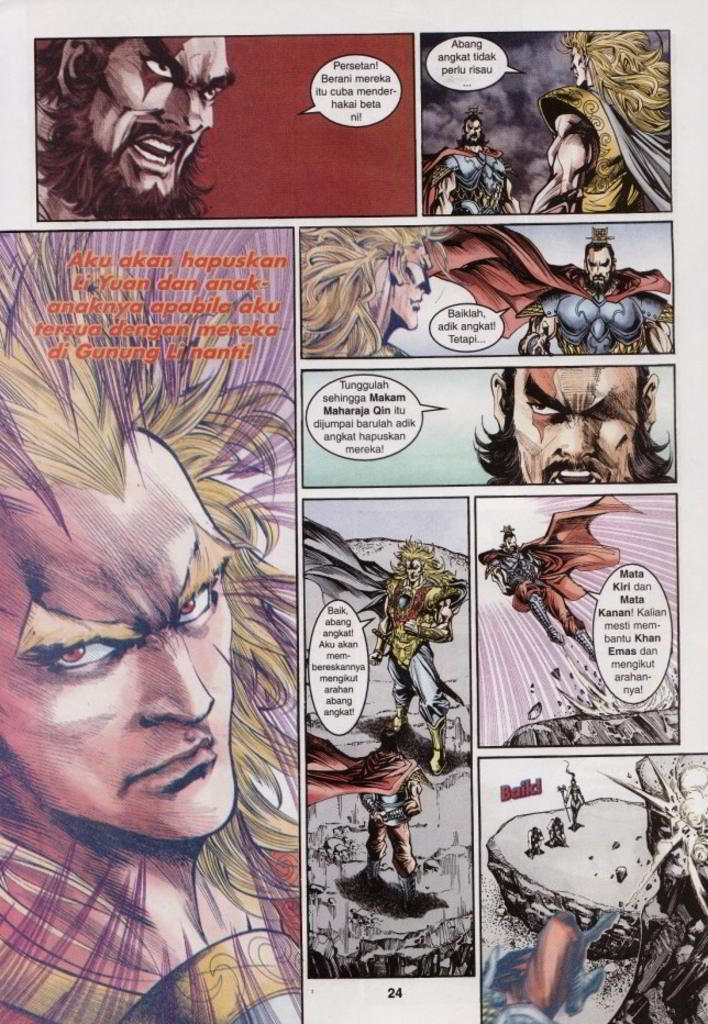 Persetan!
Berani mereka
itu cuba mender-
hakai beta
ni!
Abang
angkat tidak
perlu risau
...
Aku akan hapuskan
Li Yuan dan anak-
anaknya apabila aku
tersua dengan mereka
di Gunung Li nanti!
Baiklah,
adik angkat!
Tetapi...
Tunggulah
sehingga Makam
Maharaja Qin itu
dijumpai barulah adik
angkat hapuskan
mereka!
Baik,
abang
angkat!
Aku akan
mem-
bereskannya
mengikut
arahan
abang
angkat!
Mata
Kiri dan
Mata
Kanan! Kalian
mesti mem-
bantu Khan
Emas dan
mengikut
arahan-
nya!
Baik!
24